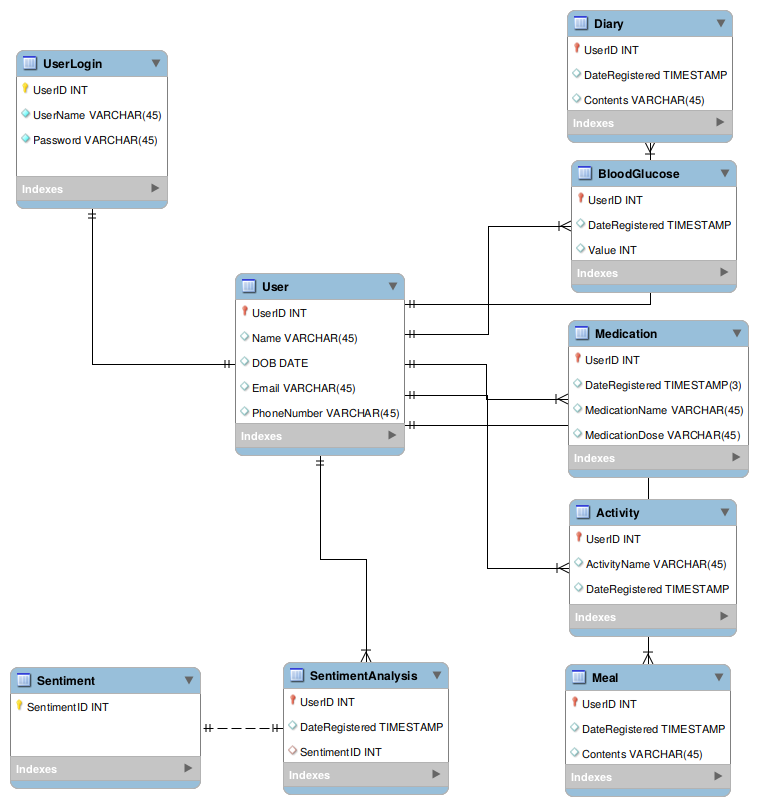 UserLogin
UserID INT
UserName VARCHAR(45)
Password VARCHAR(45)
Indexes
Diary
UserID INT
DateRegistered TIMESTAMP
Contents VARCHAR(45)
Indexes
BloodGlucose
UserID INT
DateRegistered TIMESTAMP
Value INT
Indexes
User
UserID INT
Name VARCHAR(45)
DOB DATE
Email VARCHAR(45)
PhoneNumber VARCHAR(45)
Indexes
Medication
UserID INT
DateRegistered TIMESTAMP(3)
MedicationName VARCHAR(45)
MedicationDose VARCHAR(45)
Indexes
Activity
UserID INT
ActivityName VARCHAR(45)
DateRegistered TIMESTAMP
Indexes
Sentiment
SentimentID INT
Indexes
SentimentAnalysis
UserID INT
DateRegistered TIMESTAMP
SentimentID INT
Indexes
Meal
UserID INT
DateRegistered TIMESTAMP
Contents VARCHAR(45)
Indexes